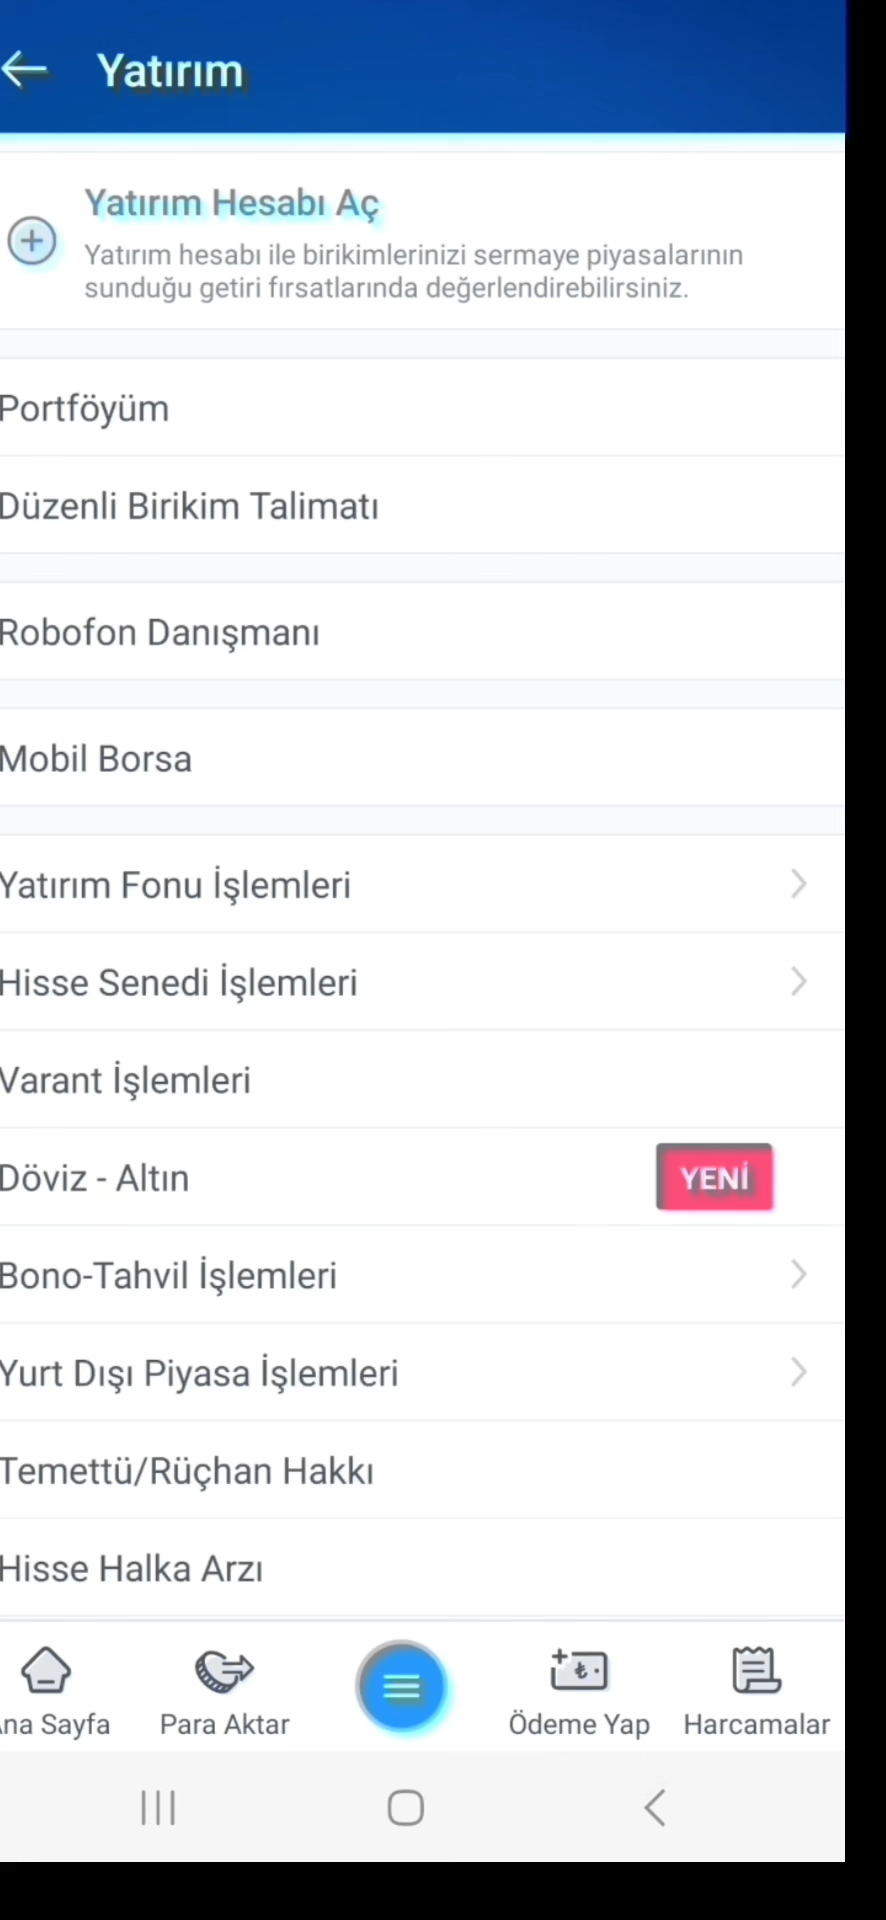 Yatırım
Yatırım Hesabı Aç
Yatırım hesabı ile birikimlerinizi sermaye piyasalarının
sunduğu getiri fırsatlarında değerlendirebilirsiniz.
Portföyüm
Düzenli Birikim Talimatı
Robofon Danışmanı
Mobil Borsa
Yatırım Fonu İşlemleri
Hisse Senedi İşlemleri
Varant İşlemleri
Döviz - Altın
YENİ
Bono-Tahvil İşlemleri
Yurt Dışı Piyasa İşlemleri
Temettü/Rüçhan Hakkı
Hisse Halka Arzı
na Sayfa
Para Aktar
Ödeme Yap
Harcamalar